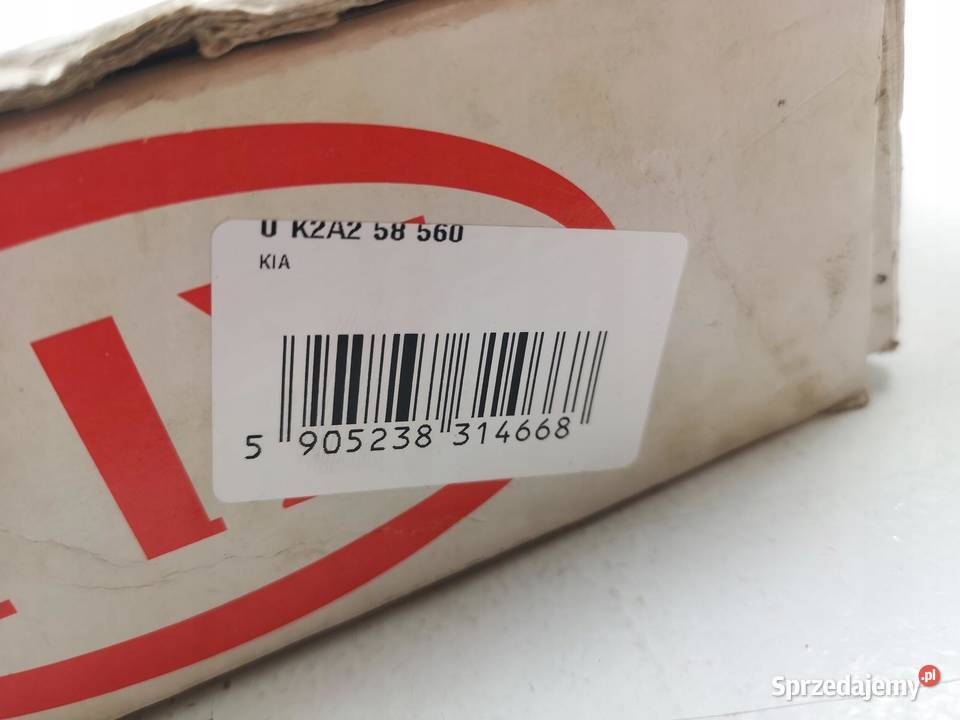 0 K2A2 58 560
KIA
5 905238 314668
Sprzedajemy.pl